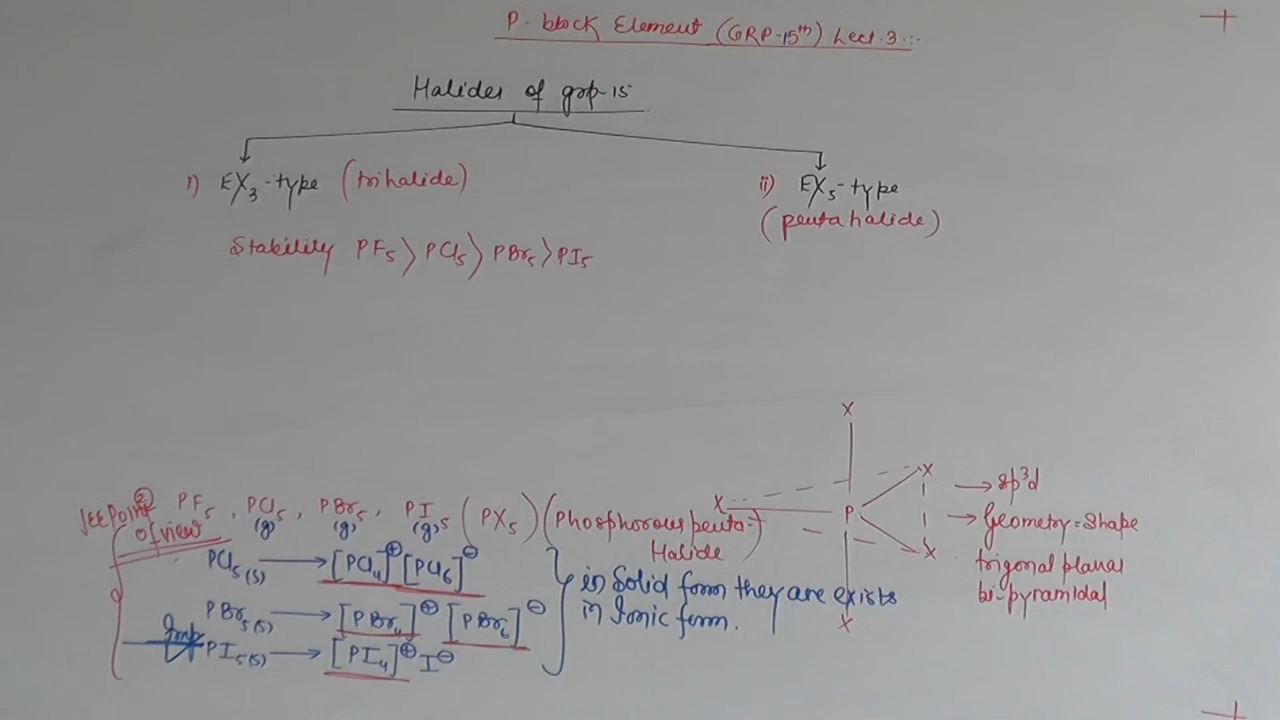 P. block Element (GRP-15th) Lect.3.:-
Halides of grp-15
i) EX3-type (trihalide)
ii) EX5-type
(pentahalide)
Stability PF5 > PCl5 > PBr5 > PI5
X
X
X
P
X
X
→ sp3d
→ Geometry=Shape
trigonal planar
bi-pyramidal
JEE Point of view
② PF5, PCl5(g), PBr5(g), PI5(g) (PX5) (Phosphorous penta-
Halide)
PCl5(s) → [PCl4]⊕ [PCl6]⊖
PBr5(s) → [PBr4]⊕ [PBr6]⊖
Imp PI5(s) → [PI4]⊕ I⊖
in Solid form they are exists
in Ionic form.